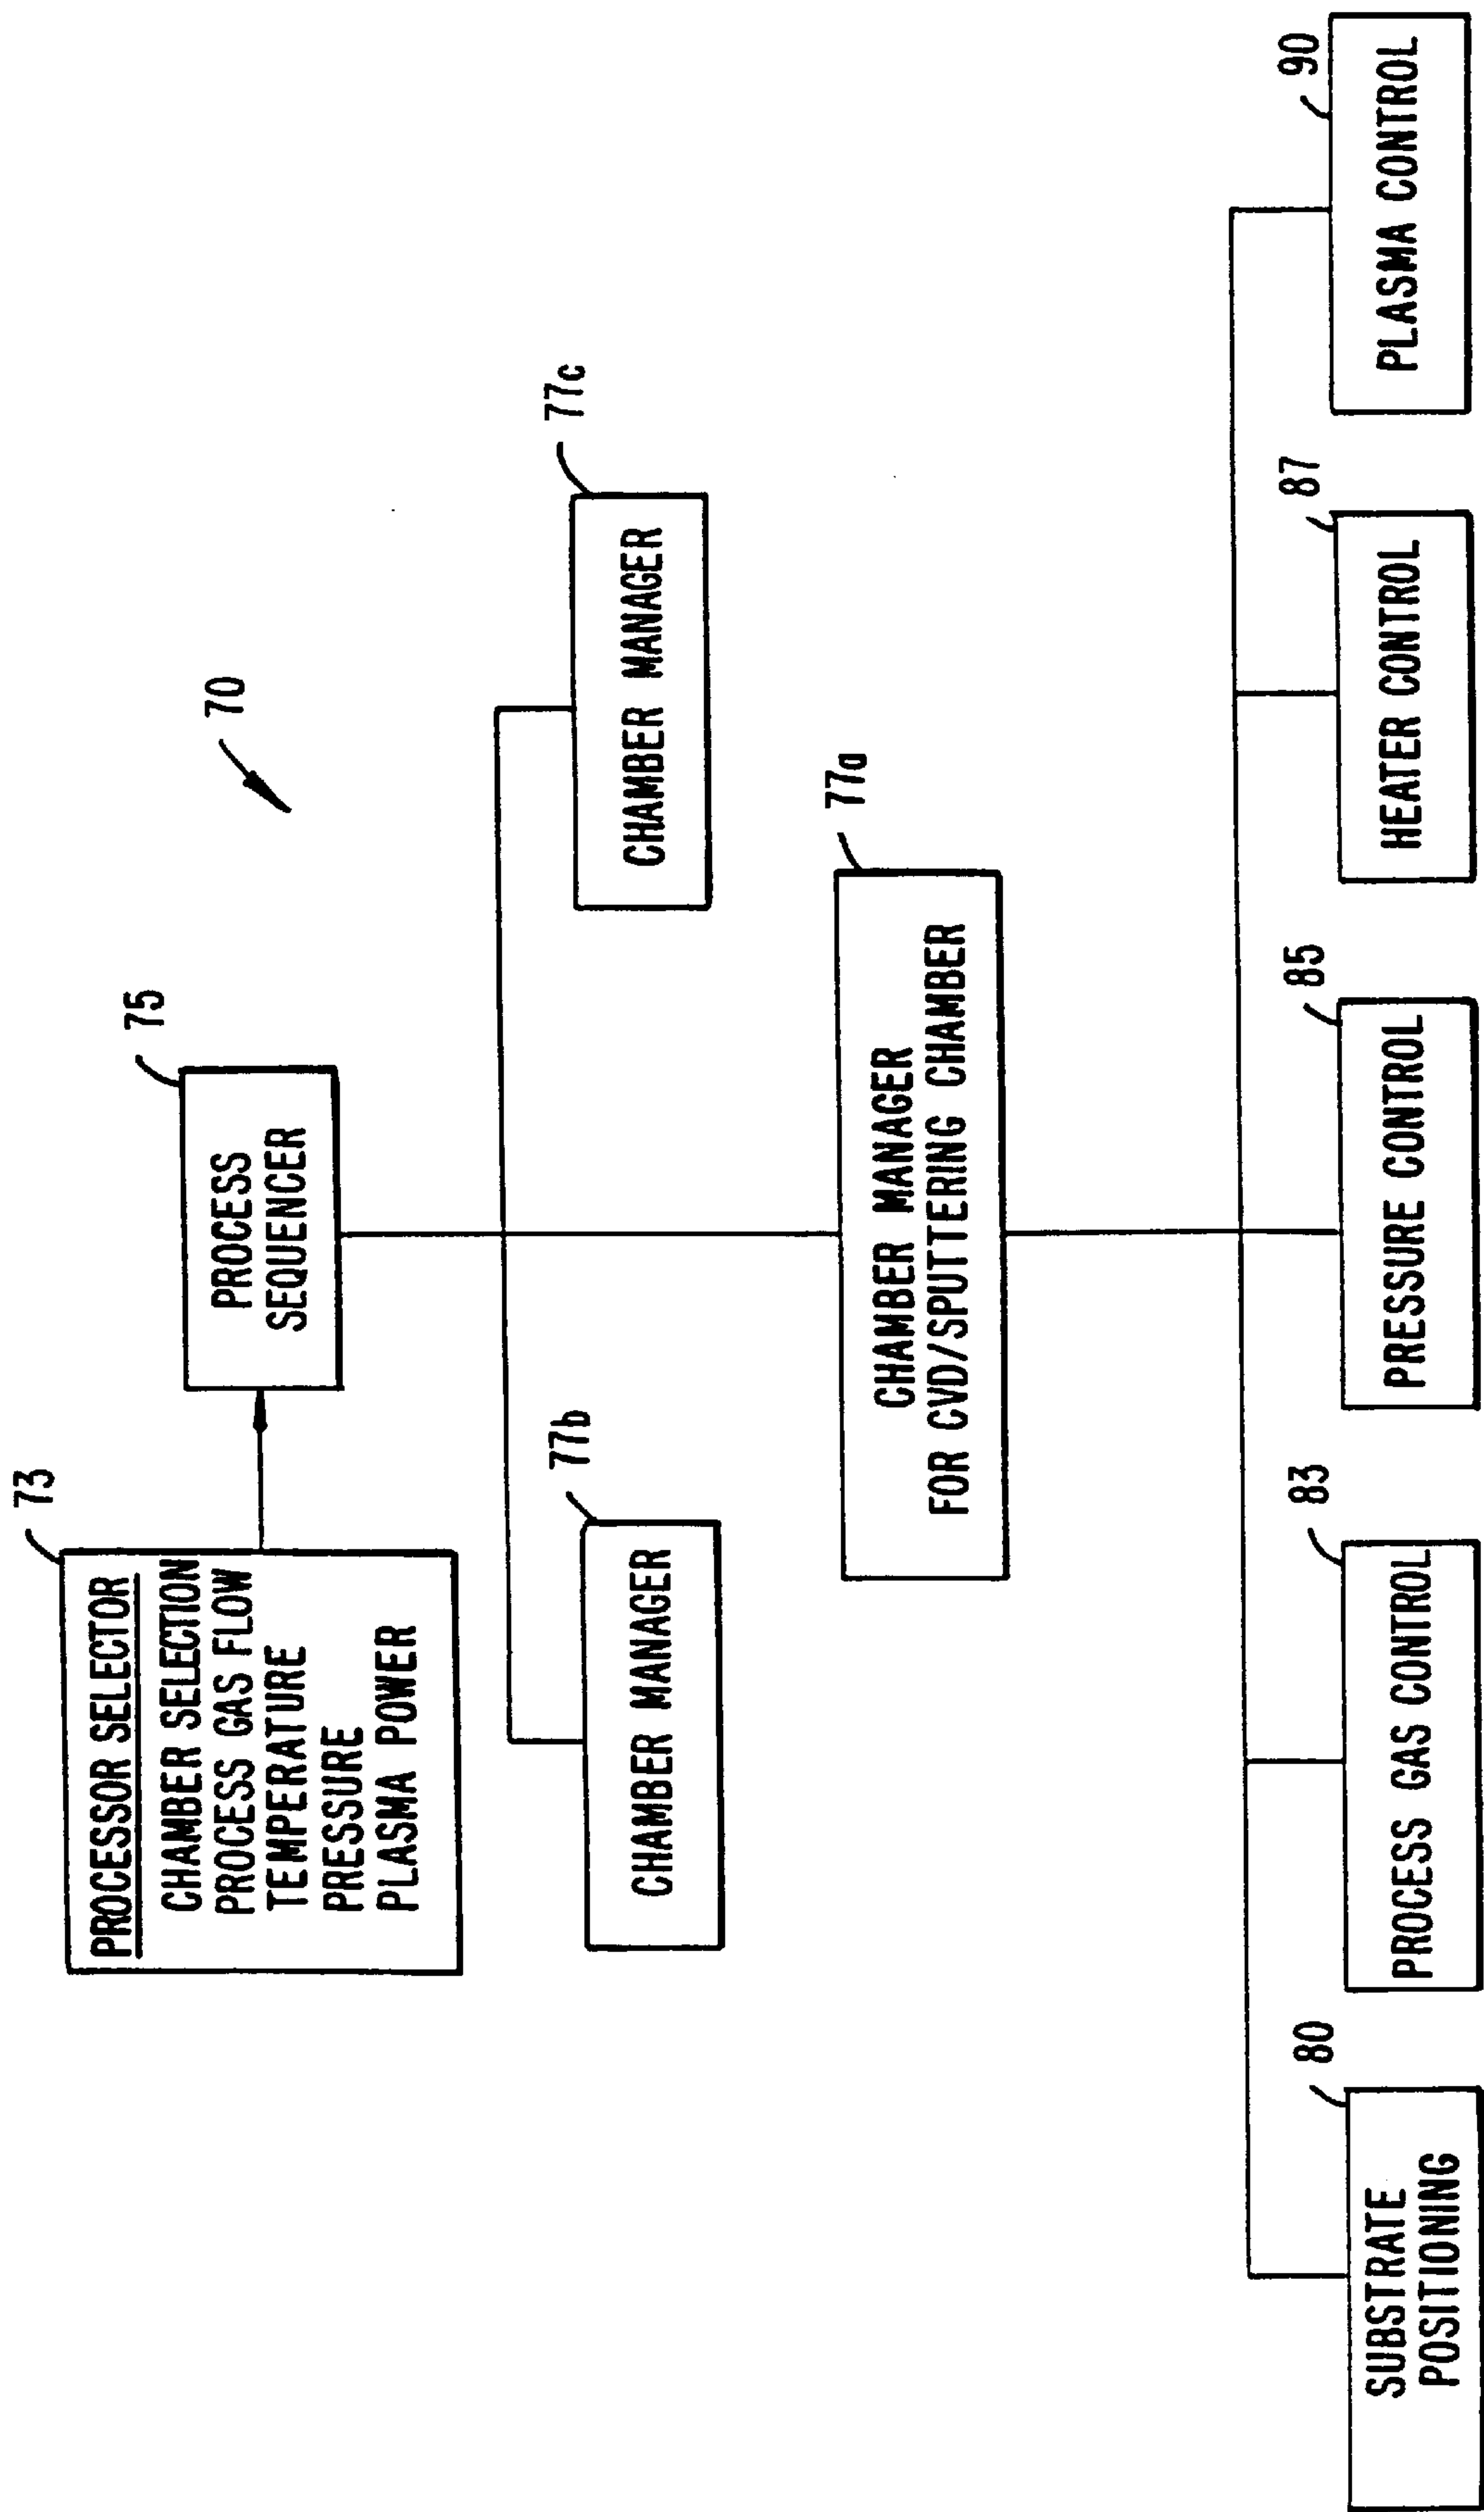 70
73
PROCESSOR SELECTOR
CHAMBER SELECTION
PROCESS GAS FLOW
TEMPERATURE
PRESSURE
PLASMA POWER
75
PROCESS
SEQUENCER
77b
CHAMBER MANAGER
77c
CHAMBER MANAGER
77a
CHAMBER MANAGER
FOR CVD/SPUTTERING CHAMBER
80
SUBSTRATE
POSITIONING
83
PROCESS GAS CONTROL
85
PRESSURE CONTROL
87
HEATER CONTROL
90
PLASMA CONTROL